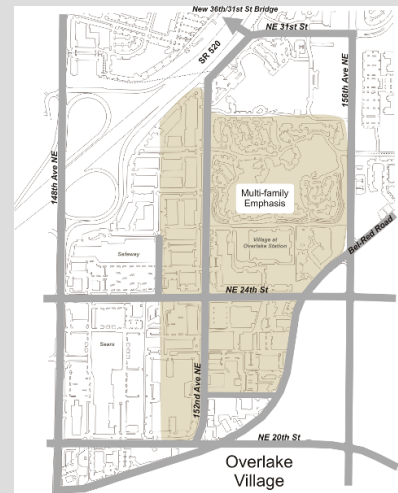 New 36th/31st St Bridge
NE 31st St
SR 520
148th Ave NE
156th Ave NE
Multi-family
Emphasis
Village at
Overlake Station
Bel-Red Road
Safeway
NE 24th St
Sears
152nd Ave NE
NE 20th St
Overlake
Village